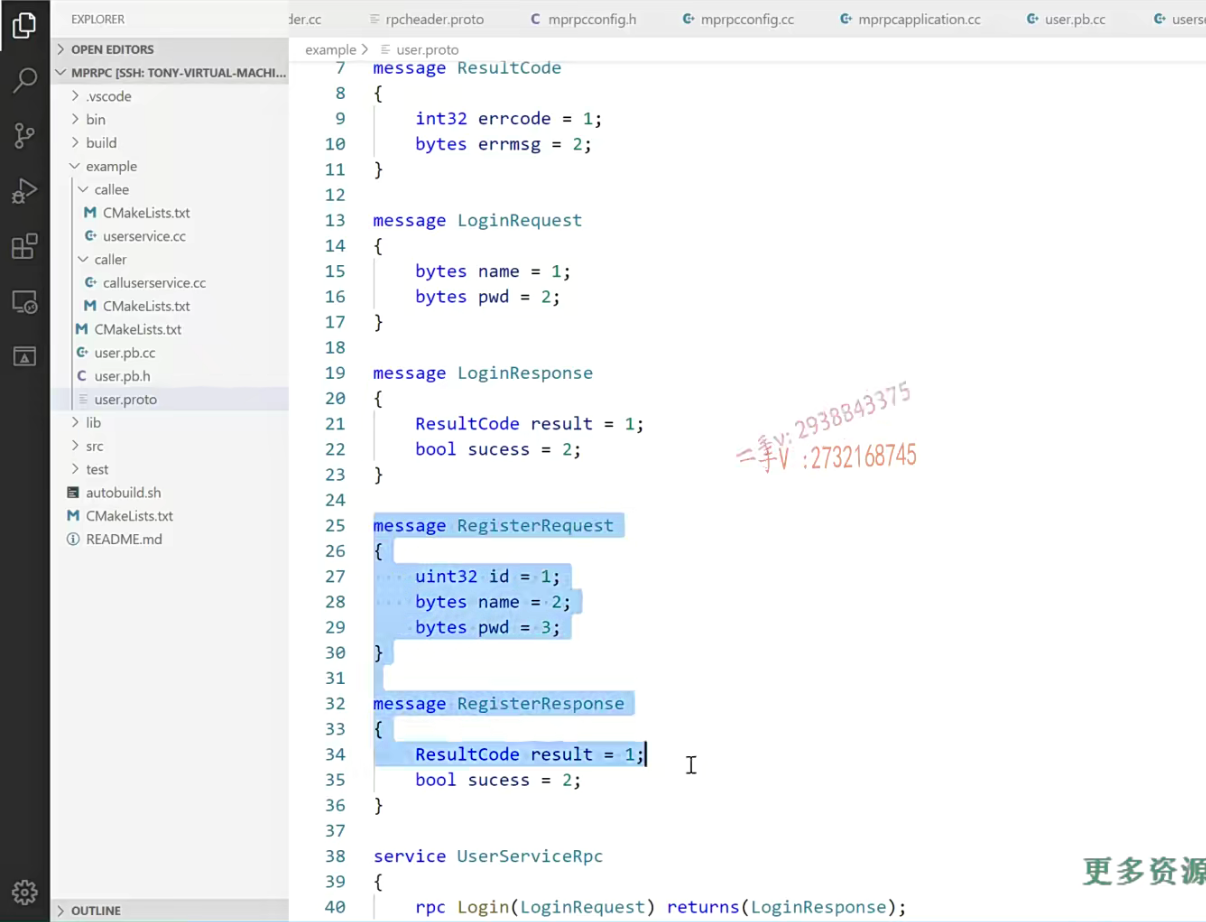 EXPLORER
OPEN EDITORS
MPRPC [SSH: TONY-VIRTUAL-MACHI...
.vscode
bin
build
example
callee
CMakeLists.txt
userservice.cc
caller
calluserservice.cc
CMakeLists.txt
CMakeLists.txt
user.pb.cc
user.pb.h
user.proto
lib
src
test
autobuild.sh
CMakeLists.txt
README.md
OUTLINE
der.cc rpcheader.proto mprpcconfig.h mprpcconfig.cc mprpcapplication.cc user.pb.cc users
example > user.proto
7 message ResultCode
8 {
9 int32 errcode = 1;
10 bytes errmsg = 2;
11 }
12
13 message LoginRequest
14 {
15 bytes name = 1;
16 bytes pwd = 2;
17 }
18
19 message LoginResponse
20 {
21 ResultCode result = 1;
22 bool sucess = 2;
23 }
24
25 message RegisterRequest
26 {
27 uint32 id = 1;
28 bytes name = 2;
29 bytes pwd = 3;
30 }
31
32 message RegisterResponse
33 {
34 ResultCode result = 1;
35 bool sucess = 2;
36 }
37
38 service UserServiceRpc
39 {
40 rpc Login(LoginRequest) returns(LoginResponse);
二手v: 2938843375
二手V :2732168745
更多资源